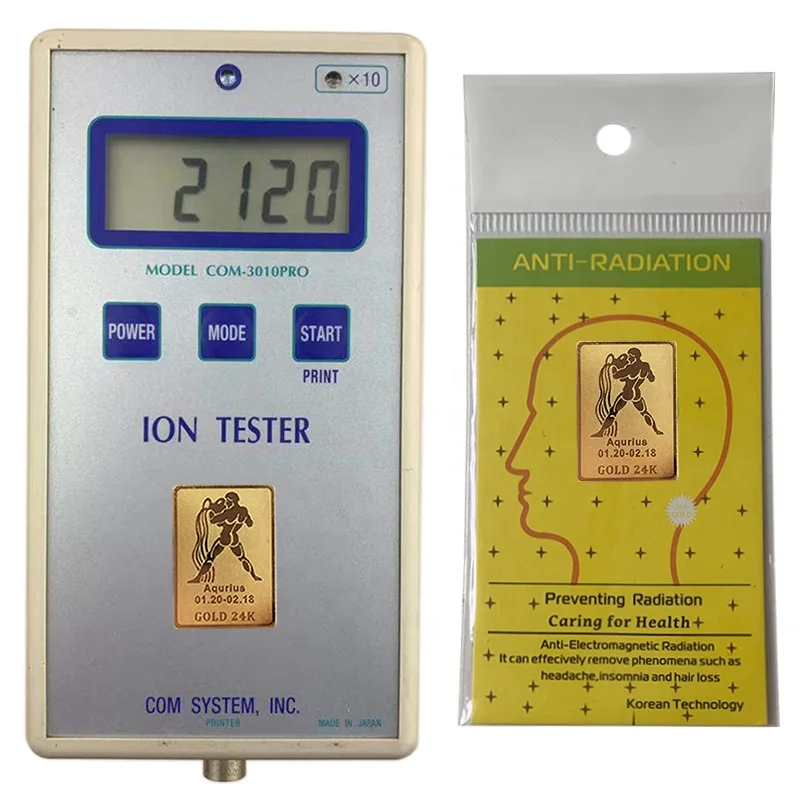 ×10
2120
MODEL COM-3010PRO
POWER
MODE
START
PRINT
ION TESTER
Aqurius
01.20-02.18
GOLD 24K
COM SYSTEM, INC.
PRINTER
MADE IN JAPAN
ANTI-RADIATION
Aqurius
01.20-02.18
GOLD 24K
GOLD
Preventing Radiation
Caring for Health
Anti-Electromagnetic Radiation
It can effecively remove phenomena such as
headache,insomnia and hair loss
Korean Technology